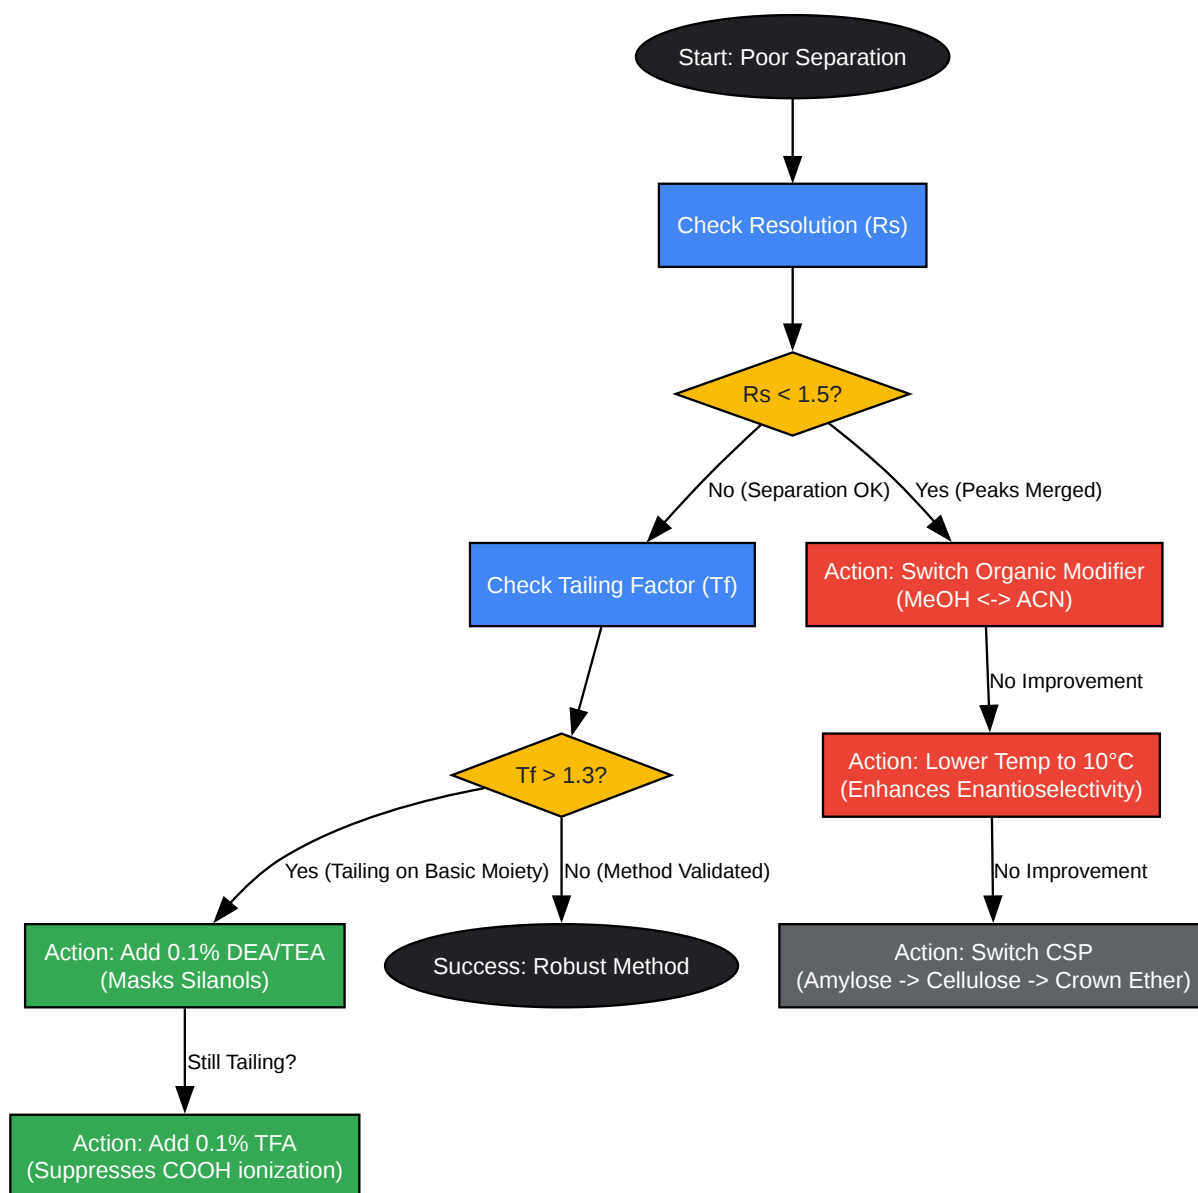 Start: Poor Separation
Check Resolution (Rs)
Rs < 1.5?
No (Separation OK)
Yes (Peaks Merged)
Check Tailing Factor (Tf)
Action: Switch Organic Modifier
(MeOH <-> ACN)
No Improvement
Tf > 1.3?
Action: Lower Temp to 10°C
(Enhances Enantioselectivity)
Yes (Tailing on Basic Moiety)
No (Method Validated)
No Improvement
Action: Add 0.1% DEA/TEA
(Masks Silanols)
Success: Robust Method
Action: Switch CSP
(Amylose -> Cellulose -> Crown Ether)
Still Tailing?
Action: Add 0.1% TFA
(Suppresses COOH ionization)